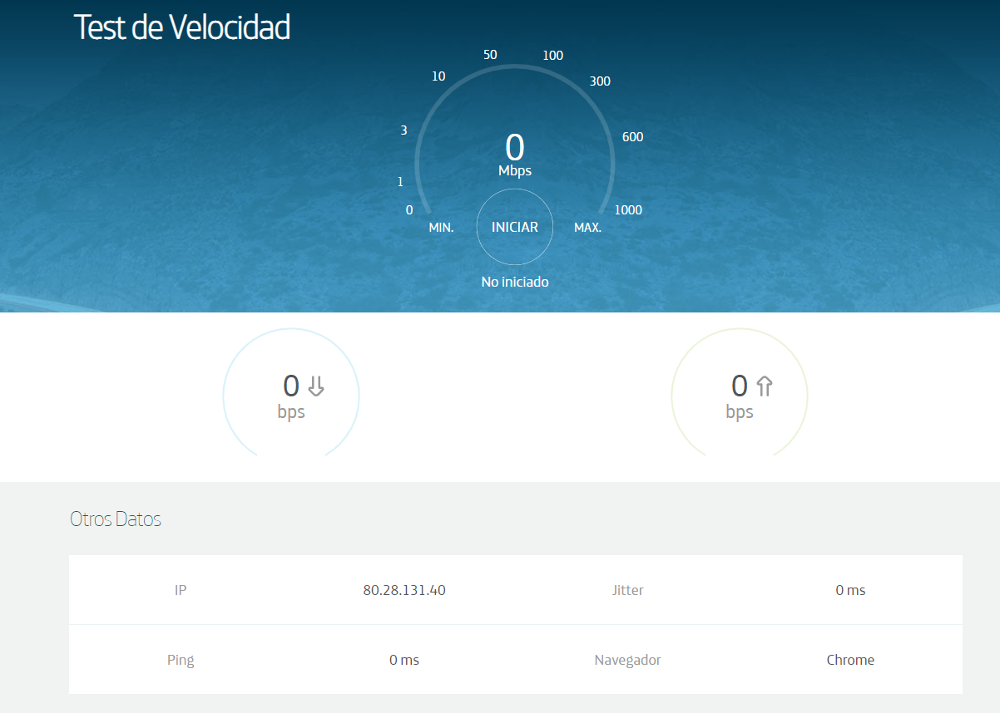 Test de Velocidad
50
100
10
300
3
600
0
Mbps
1
0
1000
MIN.
INICIAR
MAX.
No iniciado
0
bps
0
bps
Otros Datos
IP 80.28.131.40 Jitter 0 ms
Ping 0 ms Navegador Chrome